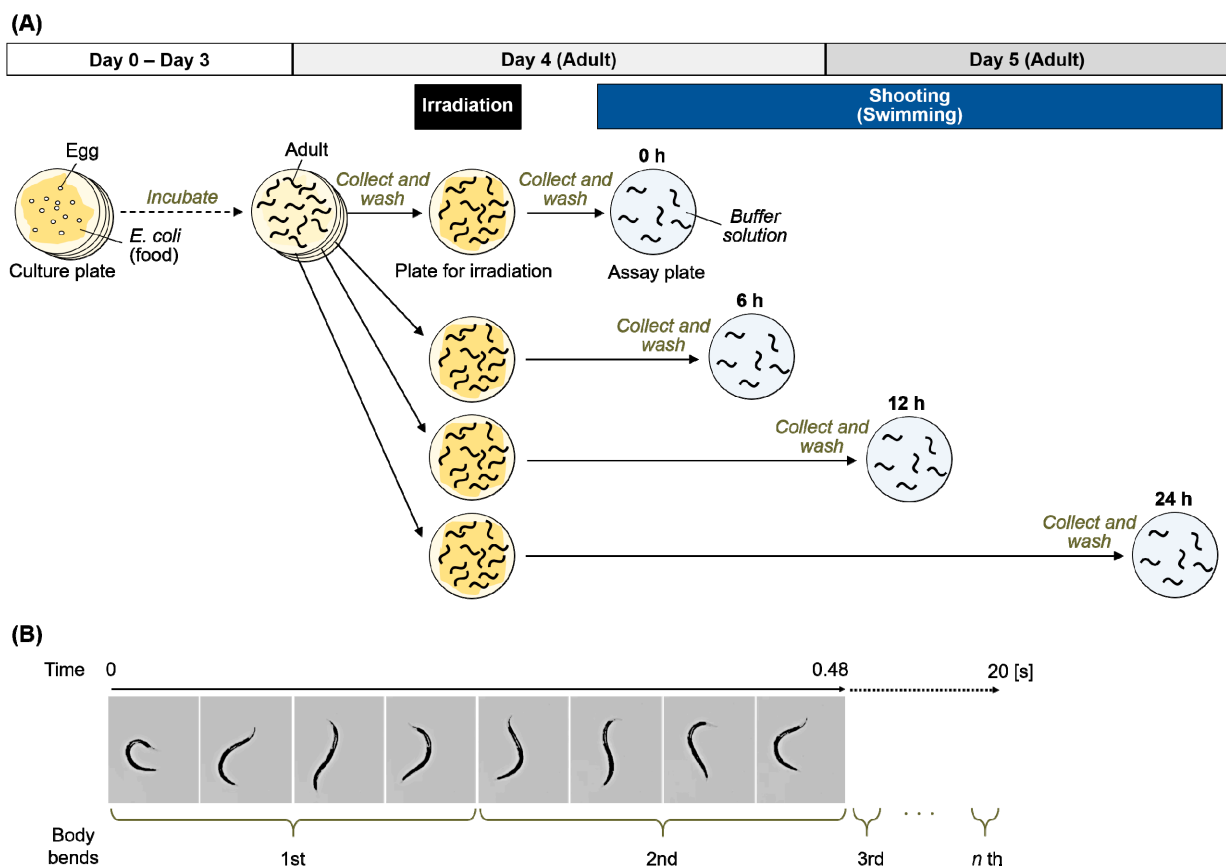 (A)
Day 0 – Day 3
Day 4 (Adult)
Day 5 (Adult)
Irradiation
Shooting
(Swimming)
Egg
Adult
0 h
Incubate
Collect and
wash
Collect and
wash
E. coli
(food)
Buffer
solution
Culture plate
Plate for irradiation
Assay plate
6 h
Collect and
wash
12 h
Collect and
wash
24 h
Collect and
wash
(B)
Time
0
0.48
20 [s]
Body
bends
1st
2nd
3rd
· · ·
n th